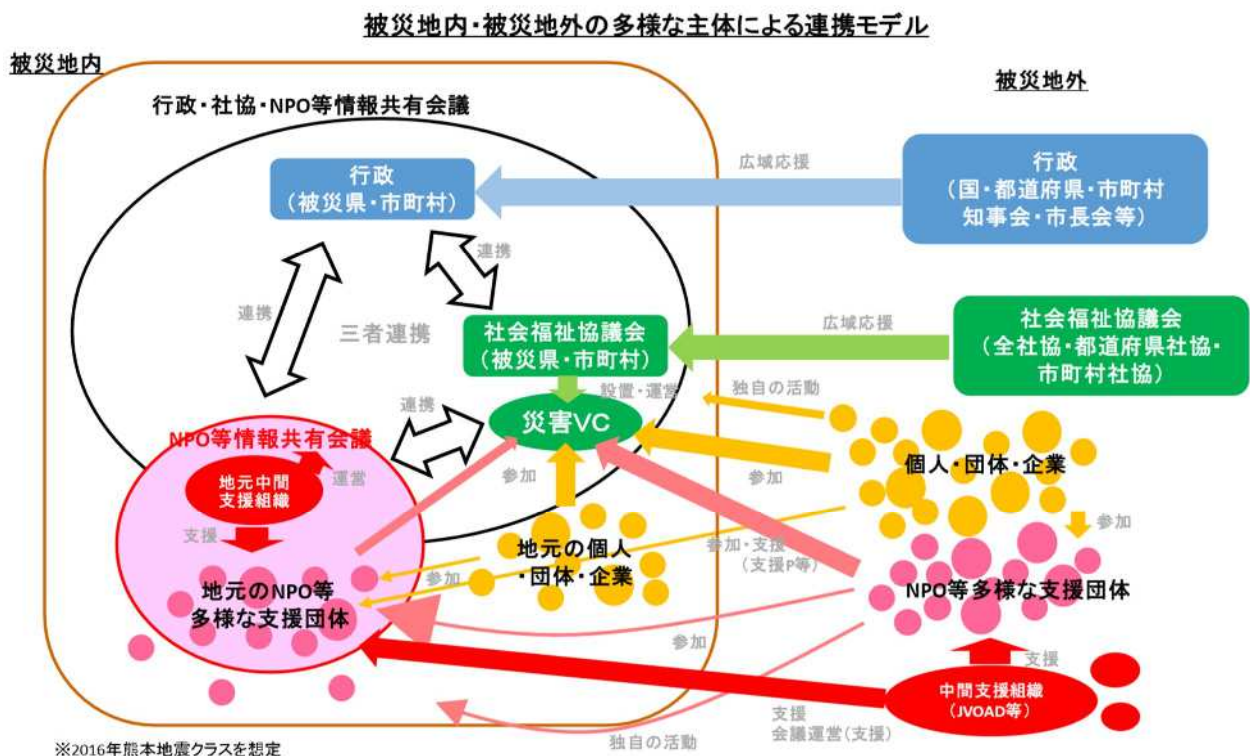 被災地内・被災地外の多様な主体による連携モデル
被災地内
被災地外
行政・社協・NPO等情報共有会議
行政
（被災県・市町村）
広域応援
行政
（国・都道府県・市町村
知事会・市長会等）
連携
連携
三者連携
社会福祉協議会
（被災県・市町村）
広域応援
社会福祉協議会
（全社協・都道府県社協・
市町村社協）
設置・運営
独自の活動
災害VC
連携
NPO等情報共有会議
地元中間
支援組織
運営
支援
参加
参加
個人・団体・企業
参加
地元の個人
・団体・企業
参加・支援
（支援P等）
参加
地元のNPO等
多様な支援団体
NPO等多様な支援団体
参加
支援
中間支援組織
（JVOAD等）
支援
会議運営（支援）
独自の活動
※2016年熊本地震クラスを想定